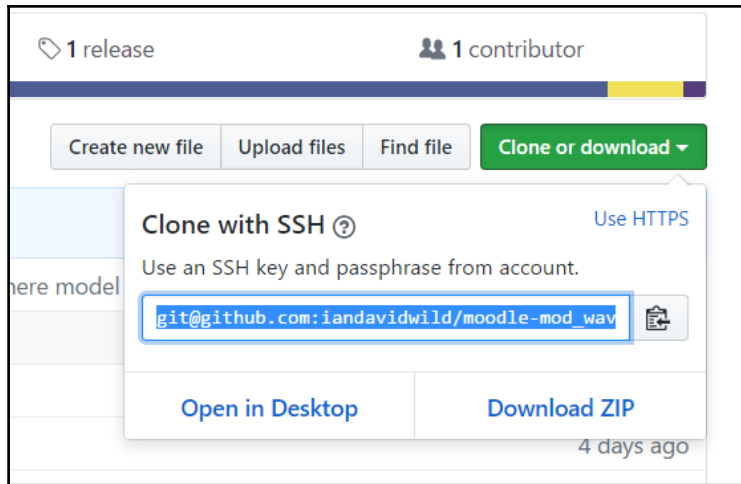 1 release
1 contributor
Create new file
Upload files
Find file
Clone or download
Clone with SSH
Use HTTPS
Use an SSH key and passphrase from account.
here model
git@github.com:iandavidwild/moodle-mod_wav
Open in Desktop
Download ZIP
4 days ago